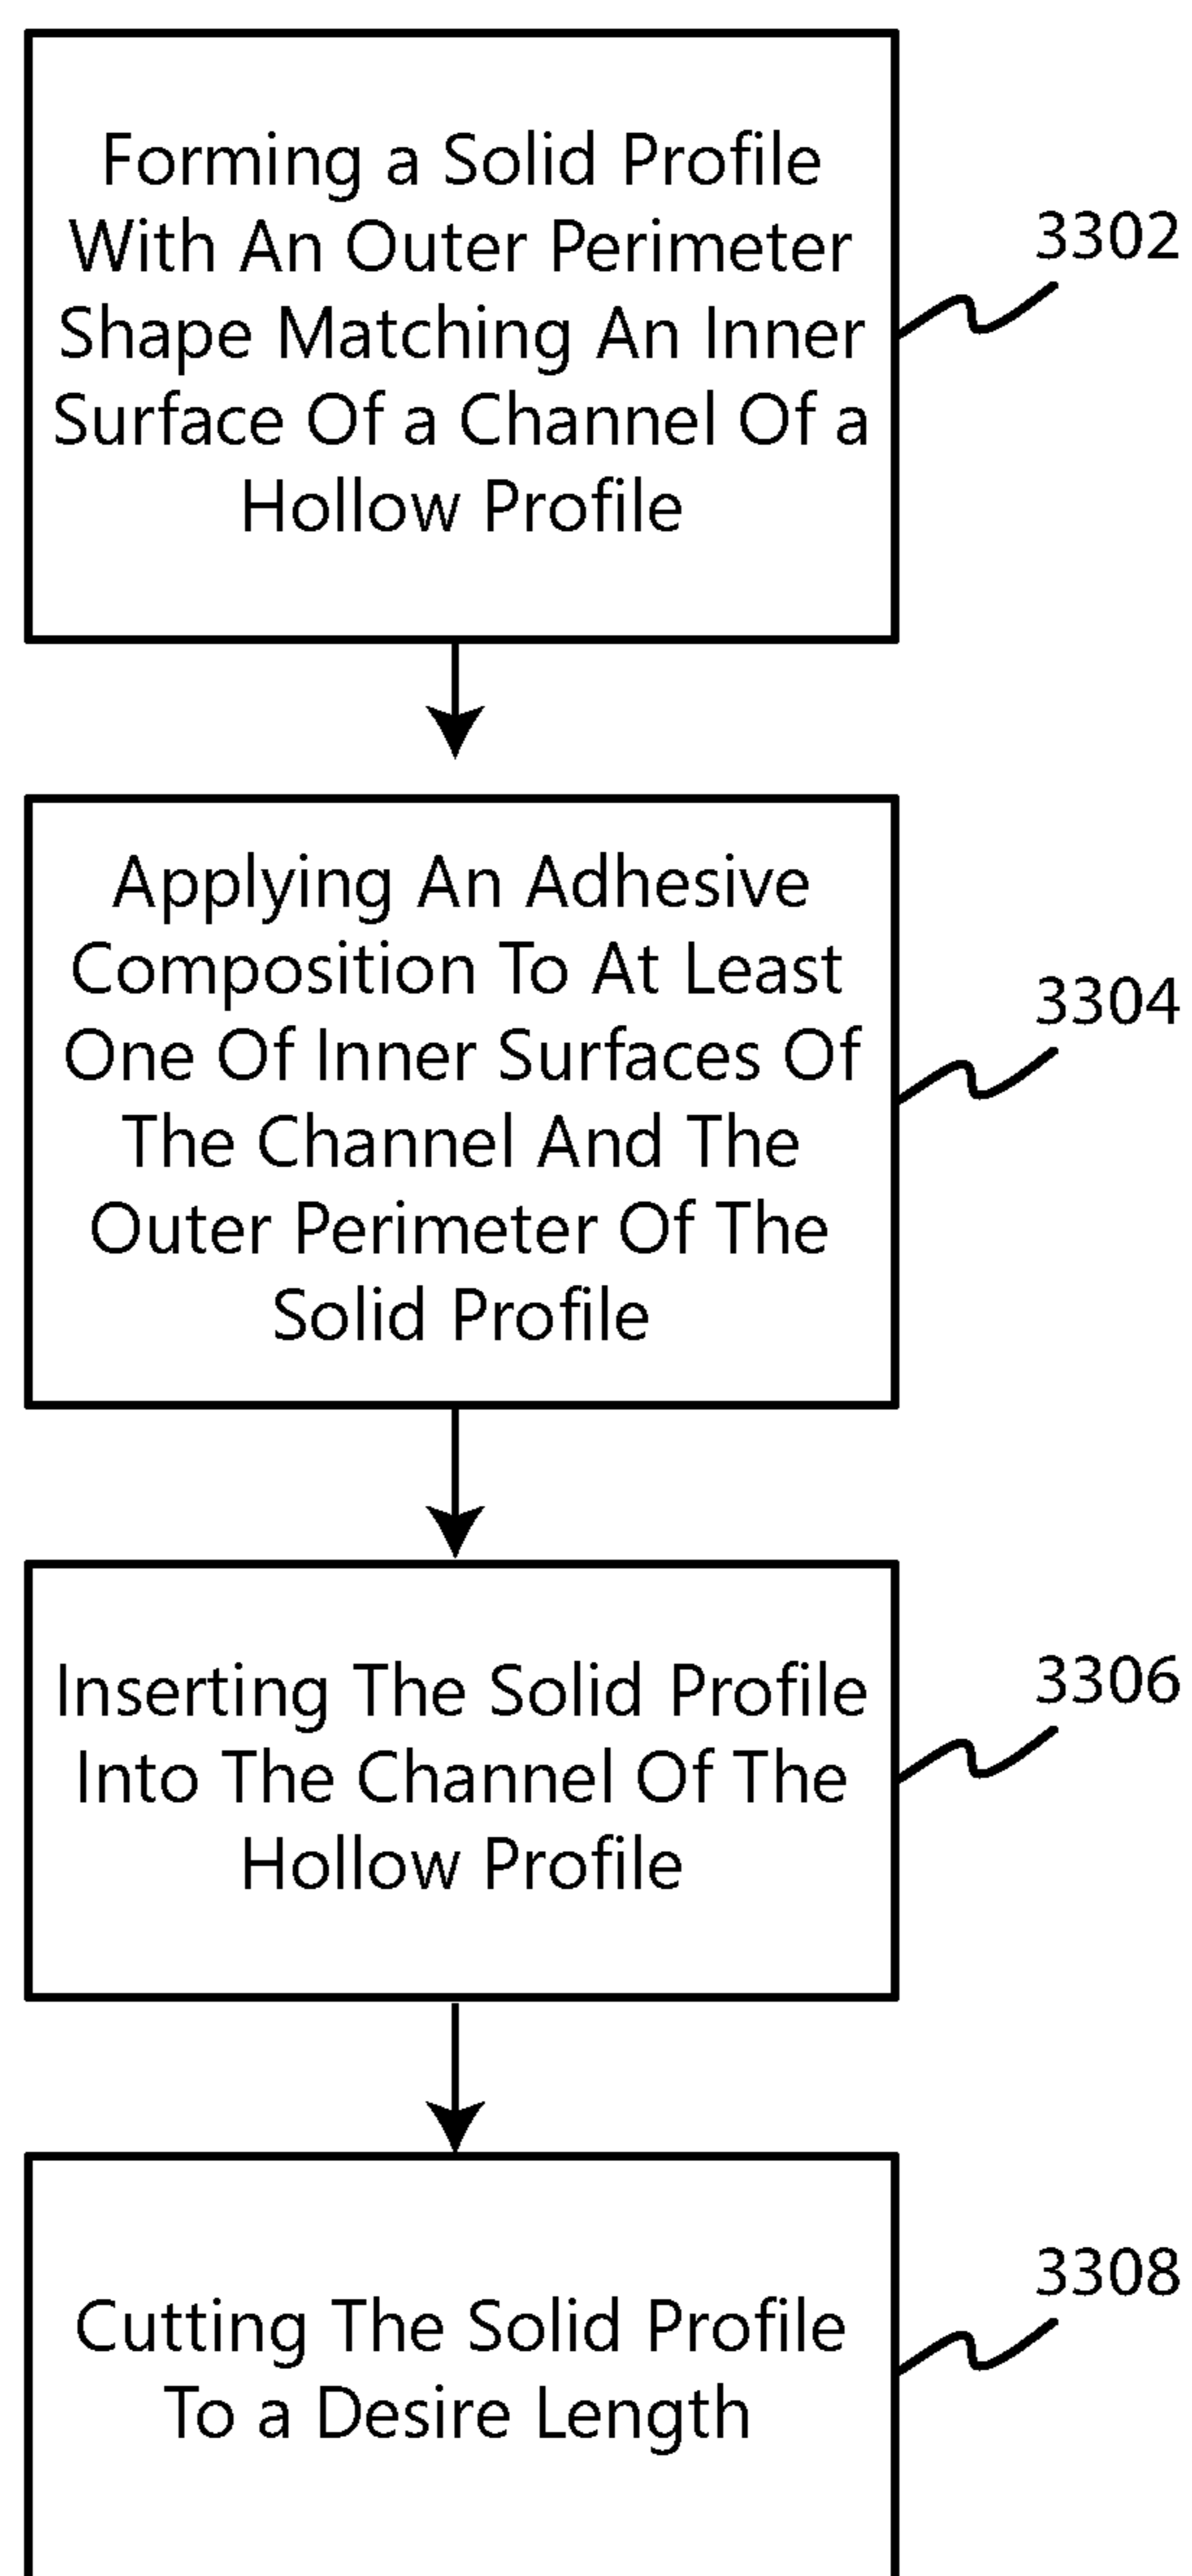 Forming a Solid Profile
With An Outer Perimeter
Shape Matching An Inner
Surface Of a Channel Of a
Hollow Profile
3302
Applying An Adhesive
Composition To At Least
One Of Inner Surfaces Of
The Channel And The
Outer Perimeter Of The
Solid Profile
3304
Inserting The Solid Profile
Into The Channel Of The
Hollow Profile
3306
Cutting The Solid Profile
To a Desire Length
3308